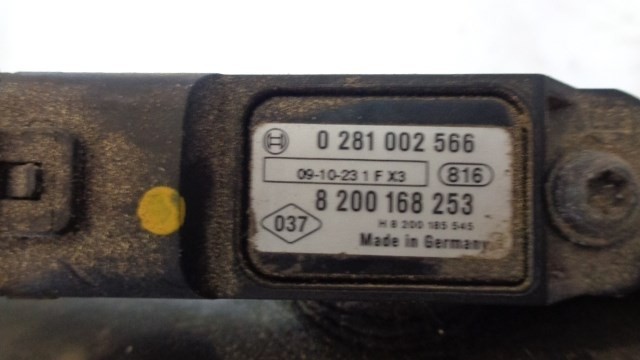 0 281 002 566
09-10-23 1 F X3
816
8 200 168 253
037
H 8 200 185 545
Made in Germany